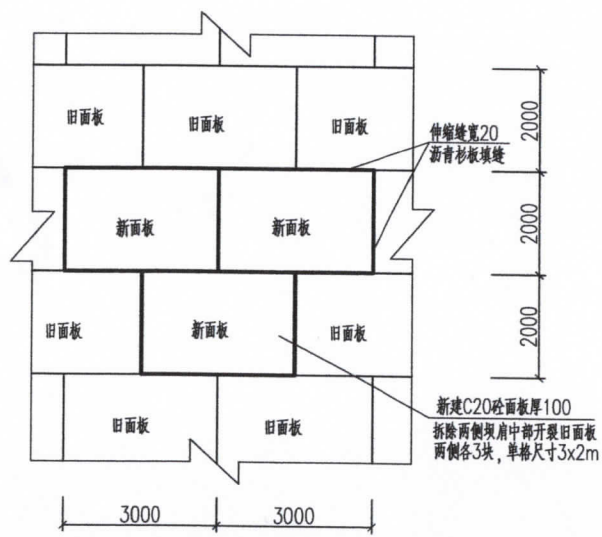 旧面板
旧面板
旧面板
伸缩缝宽20
沥青杉板填缝
2000
新面板
新面板
2000
旧面板
新面板
旧面板
2000
新建C20砼面板厚100
拆除两侧坝肩中部开裂旧面板
两侧各3块，单格尺寸3x2m
旧面板
旧面板
3000
3000